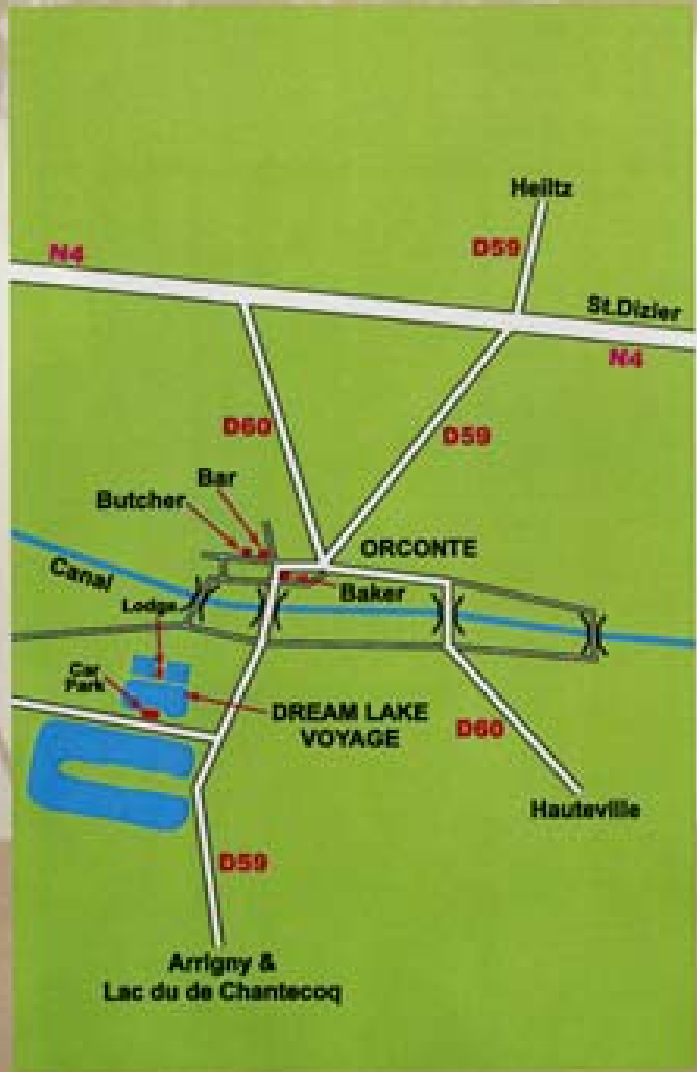 Heiltz
D59
N4
St.Dizier
N4
D60
D59
Bar
Butcher
ORCONTE
Canal
Baker
Lodge
Car
Park
DREAM LAKE
VOYAGE
D60
Hauteville
D59
Arrigny &
Lac du de Chantecoq